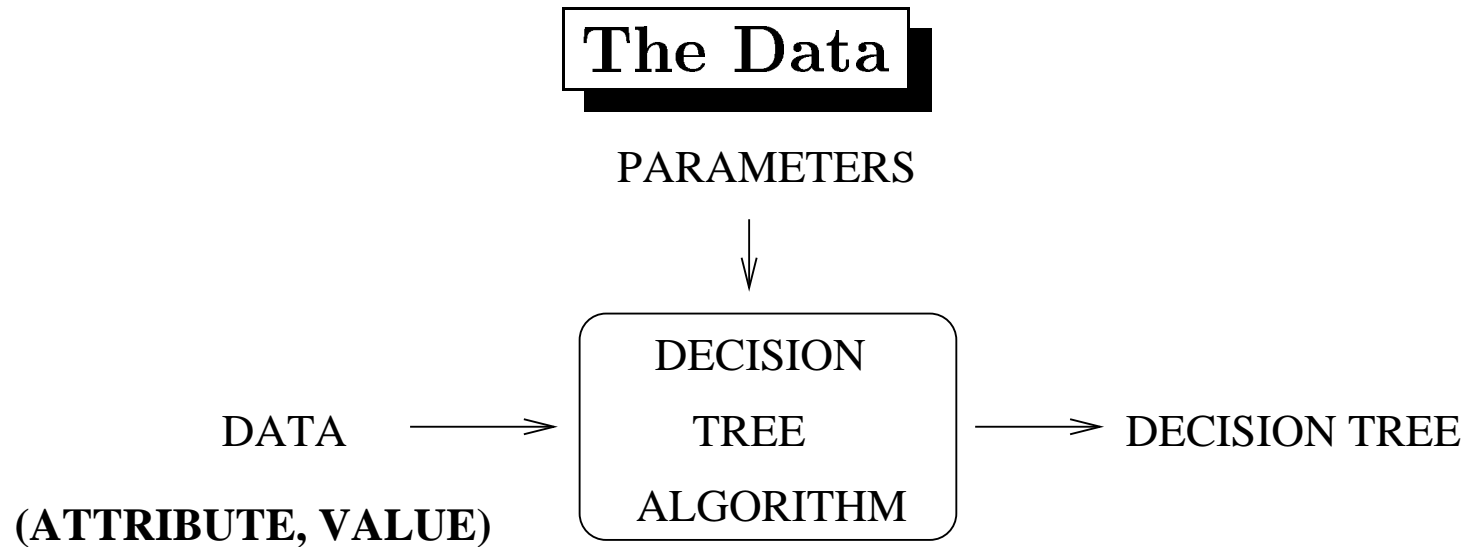 The Data
PARAMETERS
DECISION
TREE
ALGORITHM
DATA
(ATTRIBUTE, VALUE)
DECISION TREE